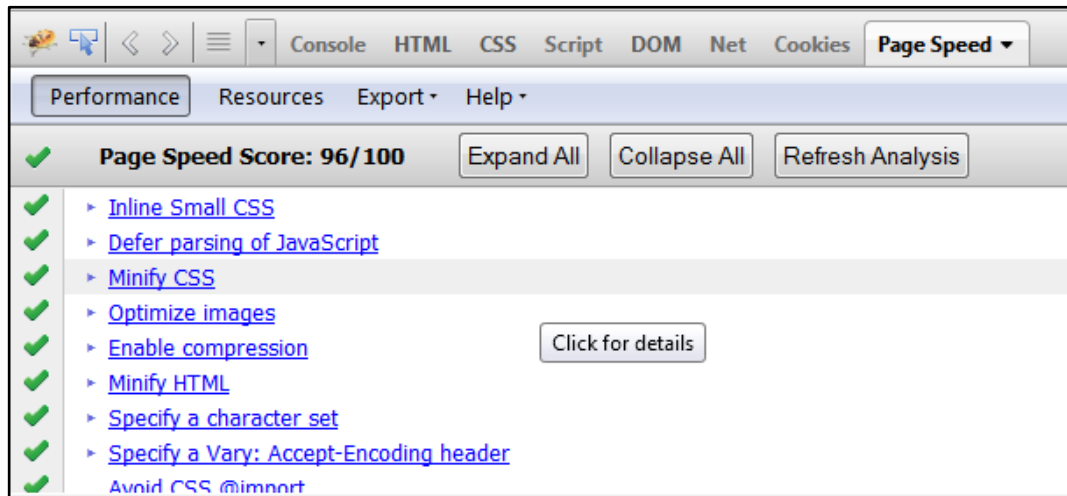 Console HTML CSS Script DOM Net Cookies Page Speed
Performance Resources Export Help
Page Speed Score: 96/100 Expand All Collapse All Refresh Analysis
Inline Small CSS
Defer parsing of JavaScript
Minify CSS
Optimize images
Enable compression
Click for details
Minify HTML
Specify a character set
Specify a Vary: Accept-Encoding header
Avoid CSS @import